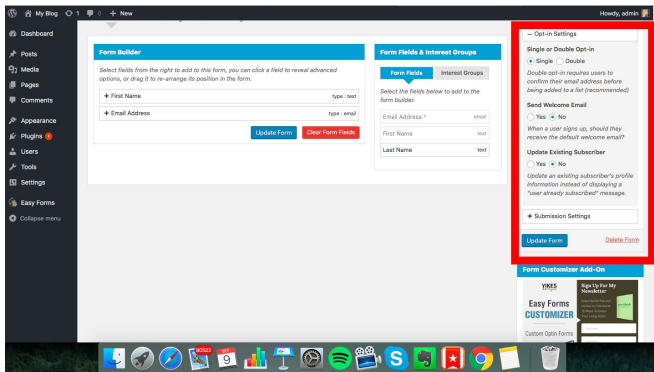 My Blog
1
0
+ New
Howdy, admin
Dashboard
Posts
Media
Pages
Comments
Appearance
Plugins 1
Users
Tools
Settings
Easy Forms
Collapse menu
Form Builder
Select fields from the right to add to this form, you can click a field to reveal advanced
options, or drag it to re-arrange its position in the form.
+ First Name type : text
+ Email Address type : email
Update Form Clear Form Fields
Form Fields & Interest Groups
Form Fields Interest Groups
Select the fields below to add to the
form builder.
Email Address * email
First Name text
Last Name text
– Opt-in Settings
Single or Double Opt-in
Single Double
Double opt-in requires users to
confirm their email address before
being added to a list (recommended)
Send Welcome Email
Yes No
When a user signs up, should they
receive the default welcome email?
Update Existing Subscriber
Yes No
Update an existing subscriber's profile
information instead of displaying a
"user already subscribed" message.
+ Submission Settings
Update Form Delete Form
Form Customizer Add-On
YIKES
Easy Forms
CUSTOMIZER
Custom Optin Forms
Sign Up For My
Newsletter
80522
SEP
9